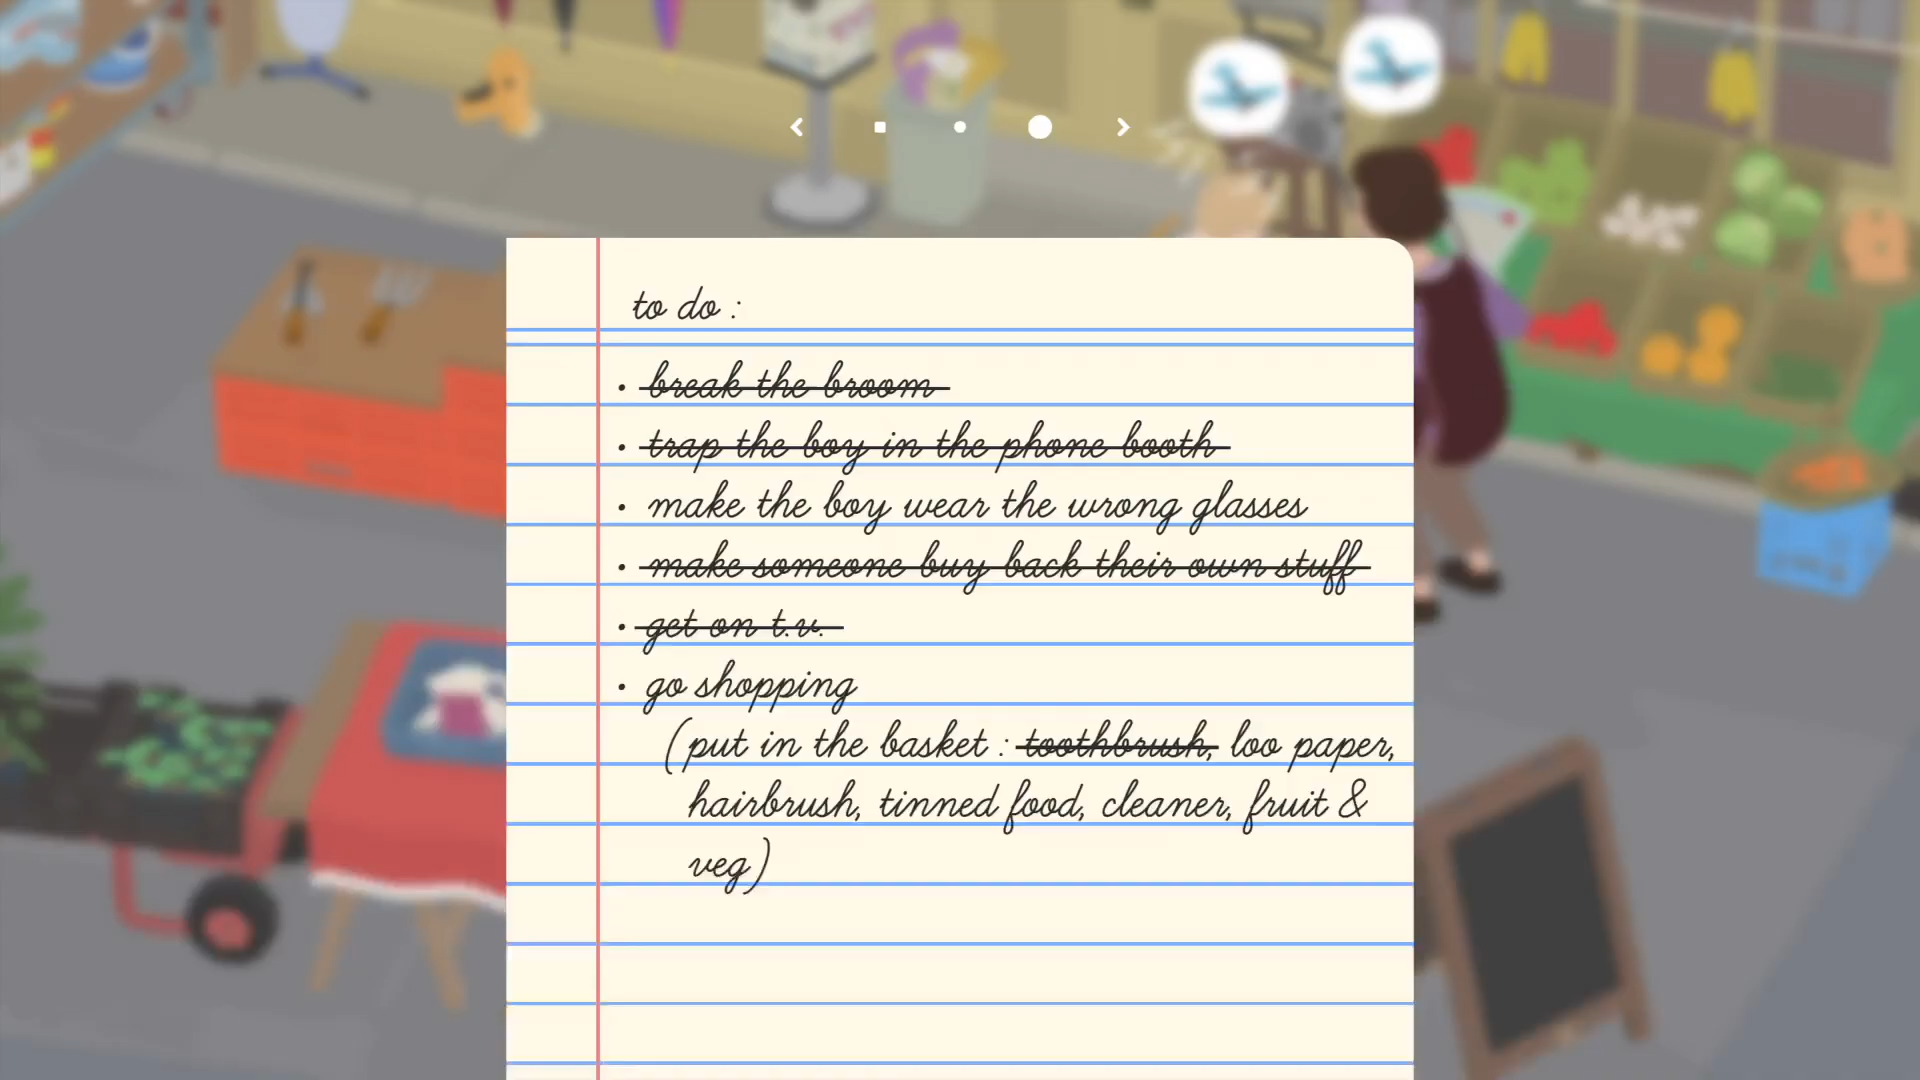 to do :
• break the broom
• trap the boy in the phone booth
• make the boy wear the wrong glasses
• make someone buy back their own stuff
• get on t.v.
• go shopping
(put in the basket : toothbrush, loo paper,
hairbrush, tinned food, cleaner, fruit &
veg)